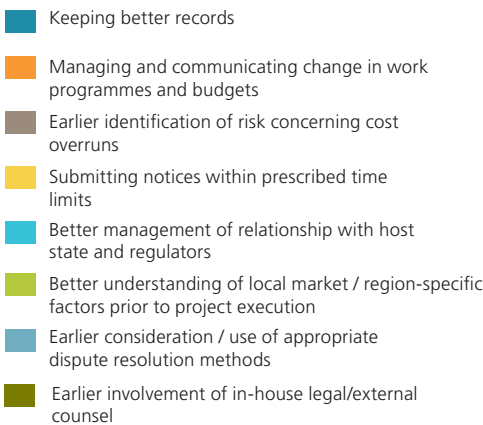 Keeping better records
Managing and communicating change in work
programmes and budgets
Earlier identification of risk concerning cost
overruns
Submitting notices within prescribed time
limits
Better management of relationship with host
state and regulators
Better understanding of local market / region-specific
factors prior to project execution
Earlier consideration / use of appropriate
dispute resolution methods
Earlier involvement of in-house legal/external
counsel